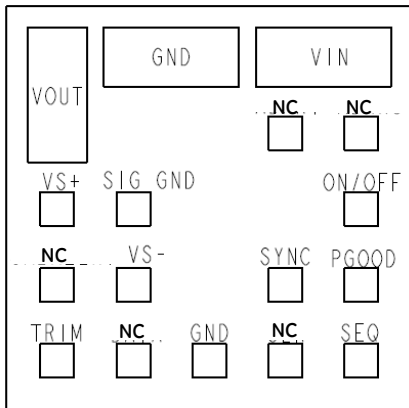 GND VIN
VOUT
NC NC
VS+ SIG GND ON/OFF
NC VS- SYNC PGOOD
TRIM NC GND NC SEQ